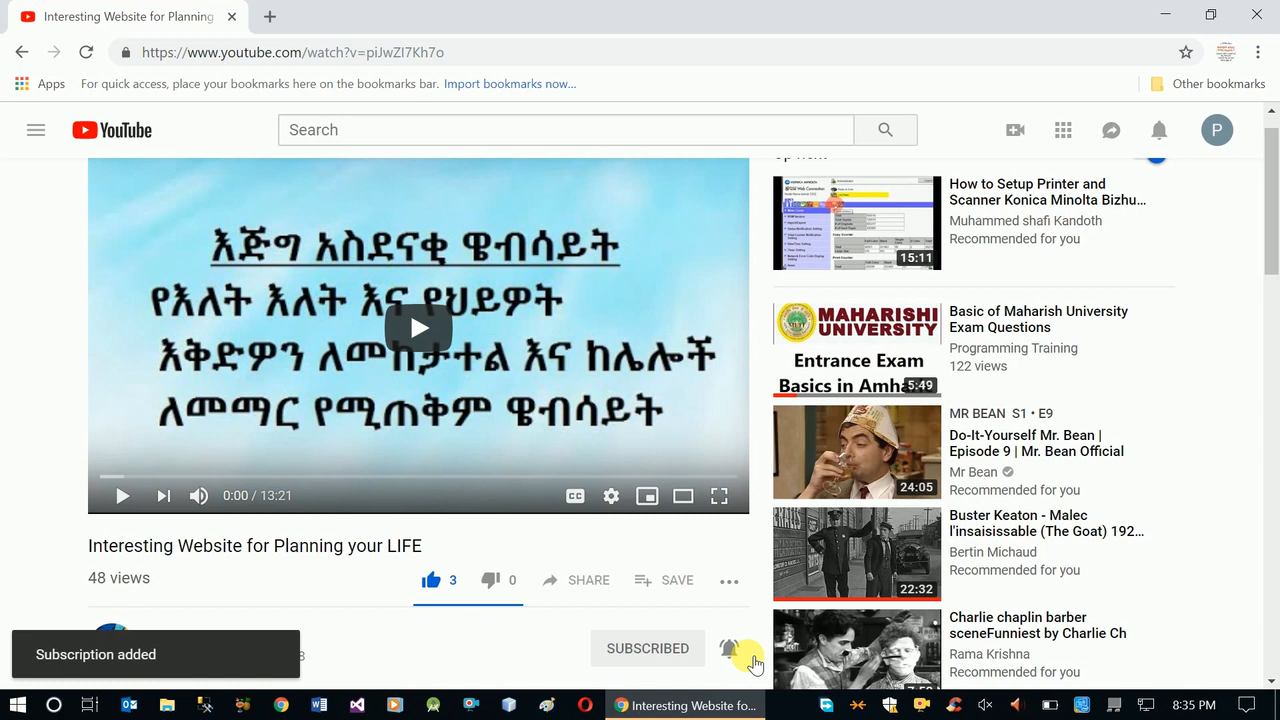 Interesting Website for Planning
https://www.youtube.com/watch?v=piJwZI7Kh7o
Apps
For quick access, place your bookmarks here on the bookmarks bar. Import bookmarks now...
Other bookmarks
YouTube
Search
P
እጅግ አስደናቂ ዌብሳይት
የእለት እለት እና የህይዎት
እቅድዎን ለመከታተል እና ከሌሎች
ለመማር የሚጠቅም ዌብሳይት
0:00 / 13:21
Interesting Website for Planning your LIFE
48 views
3
0
SHARE
SAVE
Subscription added
SUBSCRIBED
Up next
15:11
How to Setup Printer and
Scanner Konica Minolta Bizhu...
Muhammed shafi Kandoth
Recommended for you
MAHARISHI
UNIVERSITY
Entrance Exam
Basics in Amha
5:49
Basic of Maharish University
Exam Questions
Programming Training
122 views
24:05
MR BEAN S1 • E9
Do-It-Yourself Mr. Bean |
Episode 9 | Mr. Bean Official
Mr Bean
Recommended for you
22:32
Buster Keaton - Malec
l'insaisissable (The Goat) 192...
Bertin Michaud
Recommended for you
Charlie chaplin barber
sceneFunniest by Charlie Ch
Rama Krishna
Recommended for you
Interesting Website fo...
8:35 PM